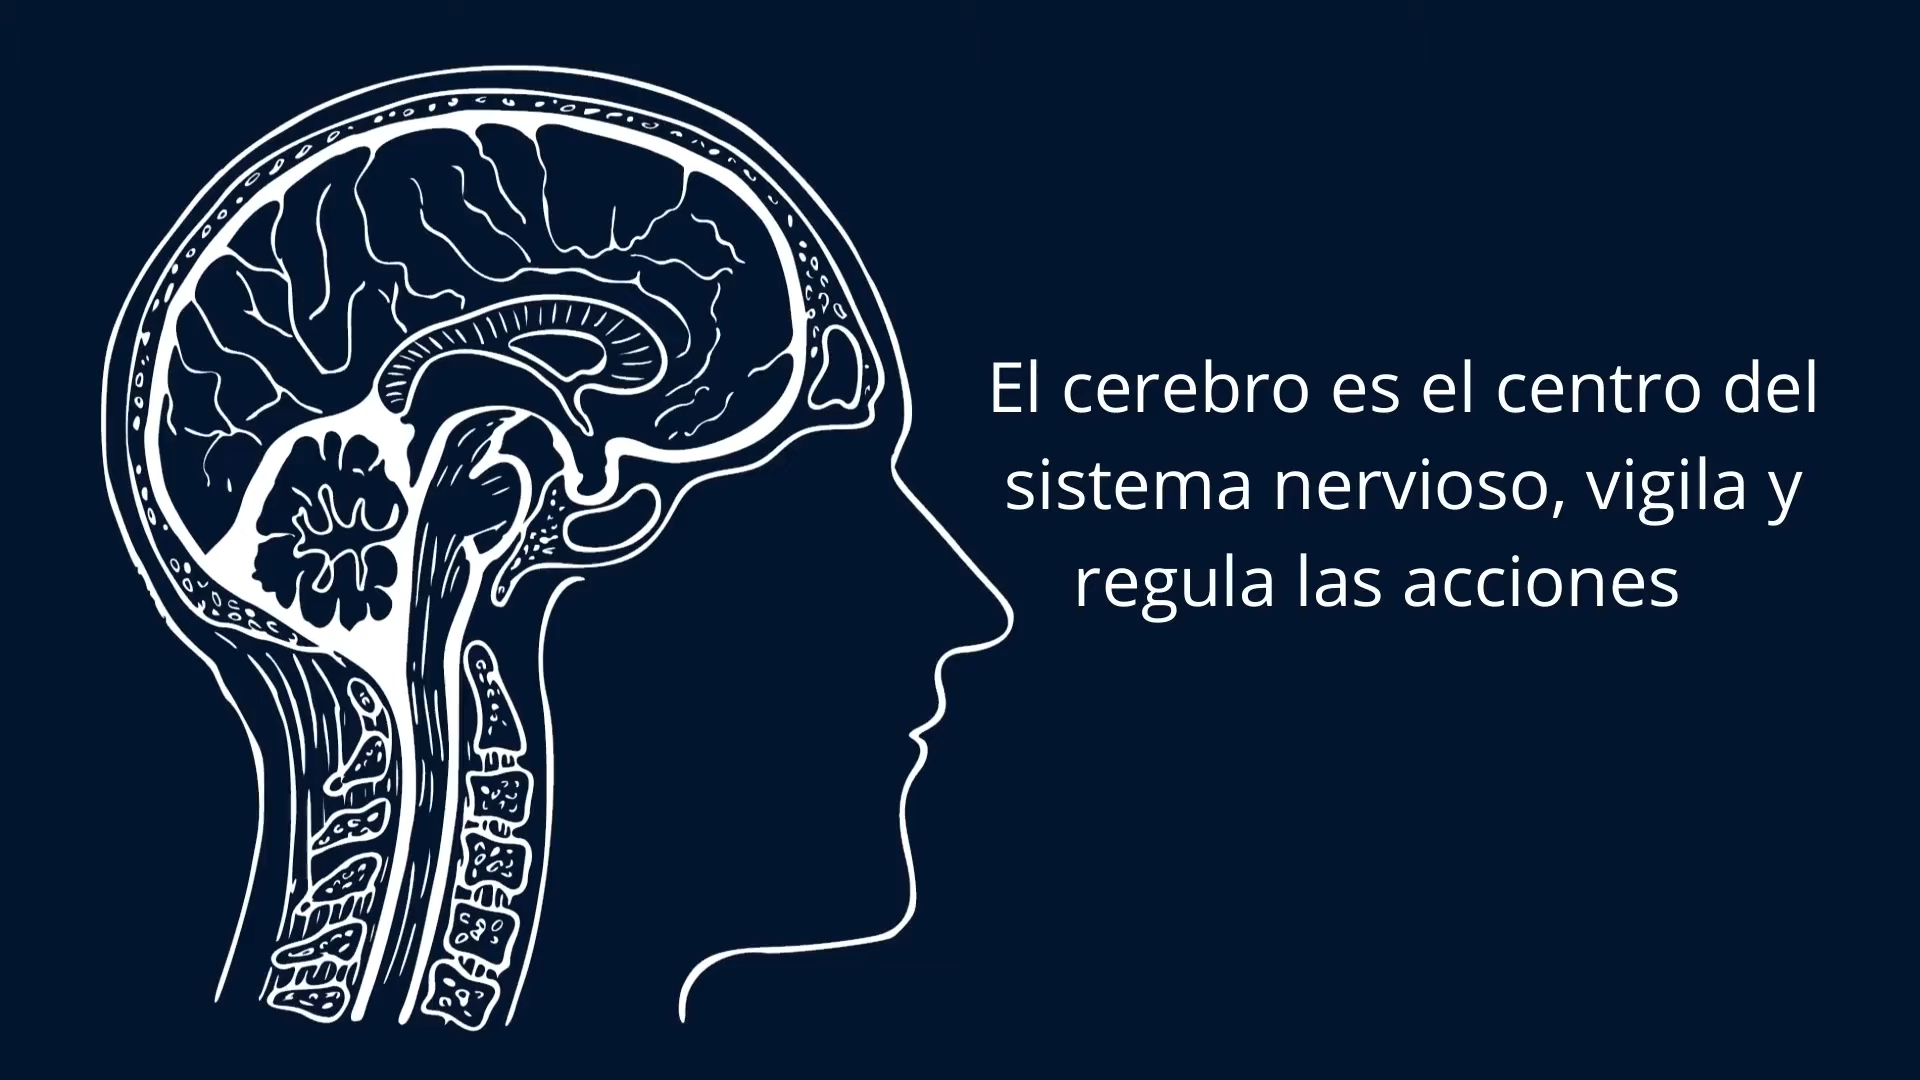 El cerebro es el centro del
sistema nervioso, vigila y
regula las acciones